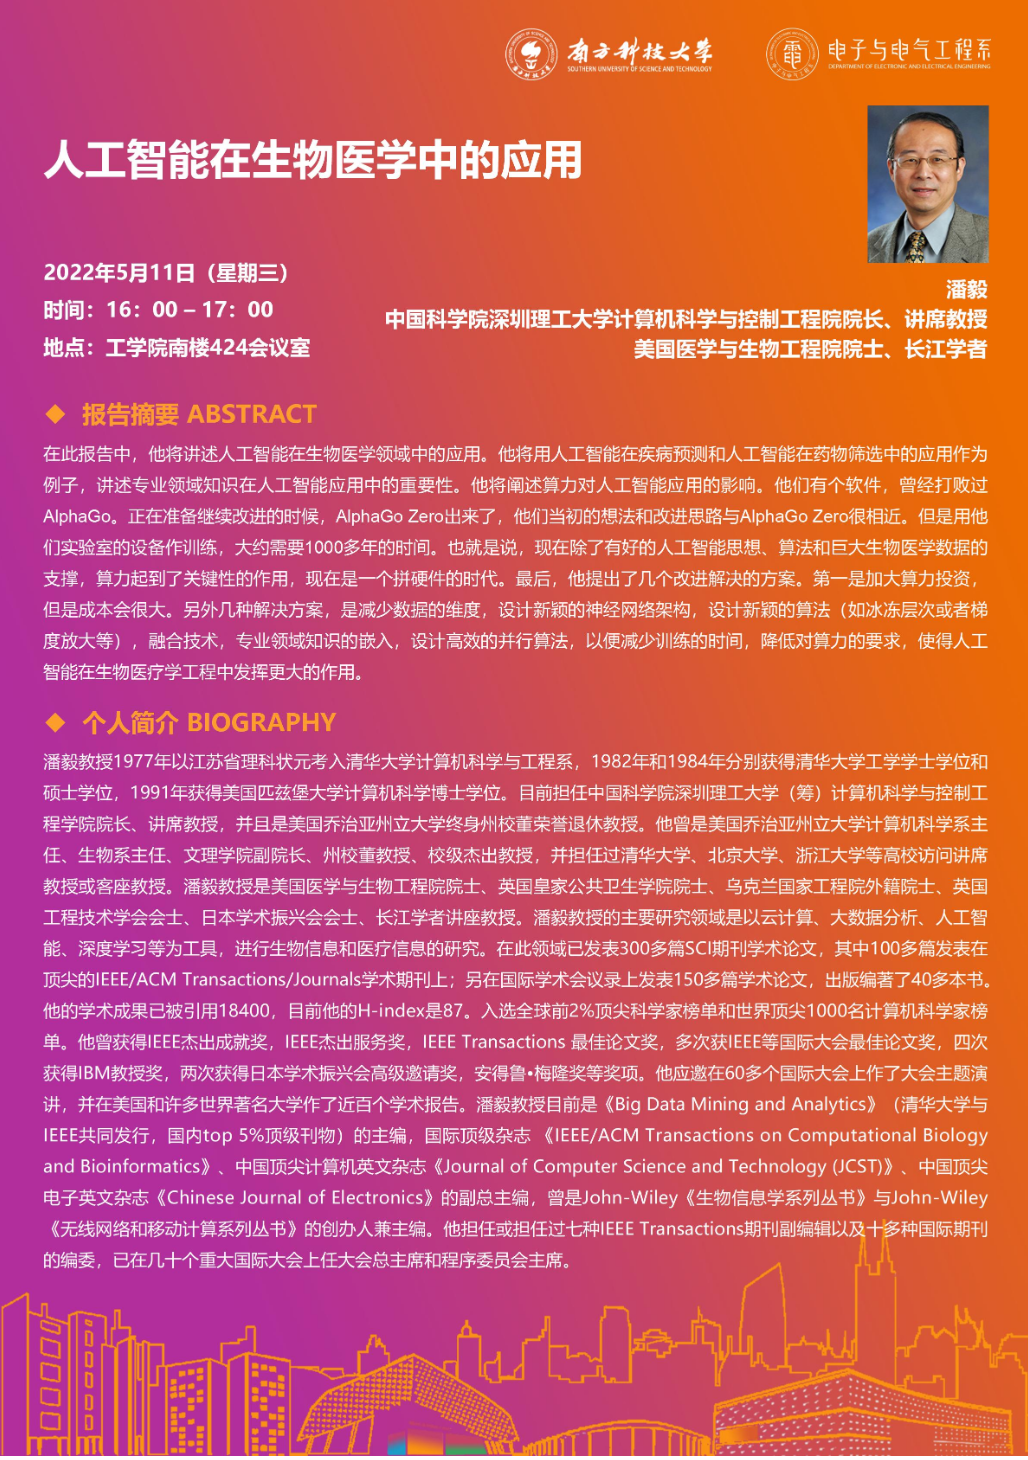 南方科技大学
SOUTHERN UNIVERSITY OF SCIENCE AND TECHNOLOGY
电子与电气工程系
DEPARTMENT OF ELECTRONIC AND ELECTRICAL ENGINEERING
人工智能在生物医学中的应用
2022年5月11日（星期三）
时间：16：00 – 17：00
地点：工学院南楼424会议室
潘毅
中国科学院深圳理工大学计算机科学与控制工程院院长、讲席教授
美国医学与生物工程院院士、长江学者
◆ 报告摘要 ABSTRACT
在此报告中，他将讲述人工智能在生物医学领域中的应用。他将用人工智能在疾病预测和人工智能在药物筛选中的应用作为
例子，讲述专业领域知识在人工智能应用中的重要性。他将阐述算力对人工智能应用的影响。他们有个软件，曾经打败过
AlphaGo。正在准备继续改进的时候，AlphaGo Zero出来了，他们当初的想法和改进思路与AlphaGo Zero很相近。但是用他
们实验室的设备作训练，大约需要1000多年的时间。也就是说，现在除了有好的人工智能思想、算法和巨大生物医学数据的
支撑，算力起到了关键性的作用，现在是一个拼硬件的时代。最后，他提出了几个改进解决的方案。第一是加大算力投资，
但是成本会很大。另外几种解决方案，是减少数据的维度，设计新颖的神经网络架构，设计新颖的算法（如冰冻层次或者梯
度放大等），融合技术，专业领域知识的嵌入，设计高效的并行算法，以便减少训练的时间，降低对算力的要求，使得人工
智能在生物医疗学工程中发挥更大的作用。
◆ 个人简介 BIOGRAPHY
潘毅教授1977年以江苏省理科状元考入清华大学计算机科学与工程系，1982年和1984年分别获得清华大学工学学士学位和
硕士学位，1991年获得美国匹兹堡大学计算机科学博士学位。目前担任中国科学院深圳理工大学（筹）计算机科学与控制工
程学院院长、讲席教授，并且是美国乔治亚州立大学终身州校董荣誉退休教授。他曾是美国乔治亚州立大学计算机科学系主
任、生物系主任、文理学院副院长、州校董教授、校级杰出教授，并担任过清华大学、北京大学、浙江大学等高校访问讲席
教授或客座教授。潘毅教授是美国医学与生物工程院院士、英国皇家公共卫生学院院士、乌克兰国家工程院外籍院士、英国
工程技术学会会士、日本学术振兴会会士、长江学者讲座教授。潘毅教授的主要研究领域是以云计算、大数据分析、人工智
能、深度学习等为工具，进行生物信息和医疗信息的研究。在此领域已发表300多篇SCI期刊学术论文，其中100多篇发表在
顶尖的IEEE/ACM Transactions/Journals学术期刊上；另在国际学术会议录上发表150多篇学术论文，出版编著了40多本书。
他的学术成果已被引用18400，目前他的H-index是87。入选全球前2%顶尖科学家榜单和世界顶尖1000名计算机科学家榜
单。他曾获得IEEE杰出成就奖，IEEE杰出服务奖，IEEE Transactions 最佳论文奖，多次获IEEE等国际大会最佳论文奖，四次
获得IBM教授奖，两次获得日本学术振兴会高级邀请奖，安得鲁•梅隆奖等奖项。他应邀在60多个国际大会上作了大会主题演
讲，并在美国和许多世界著名大学作了近百个学术报告。潘毅教授目前是《Big Data Mining and Analytics》（清华大学与
IEEE共同发行，国内top 5%顶级刊物）的主编，国际顶级杂志 《IEEE/ACM Transactions on Computational Biology
and Bioinformatics》、中国顶尖计算机英文杂志《Journal of Computer Science and Technology (JCST)》、中国顶尖
电子英文杂志《Chinese Journal of Electronics》的副总主编，曾是John-Wiley《生物信息学系列丛书》与John-Wiley
《无线网络和移动计算系列丛书》的创办人兼主编。他担任或担任过七种IEEE Transactions期刊副编辑以及十多种国际期刊
的编委，已在几十个重大国际大会上任大会总主席和程序委员会主席。